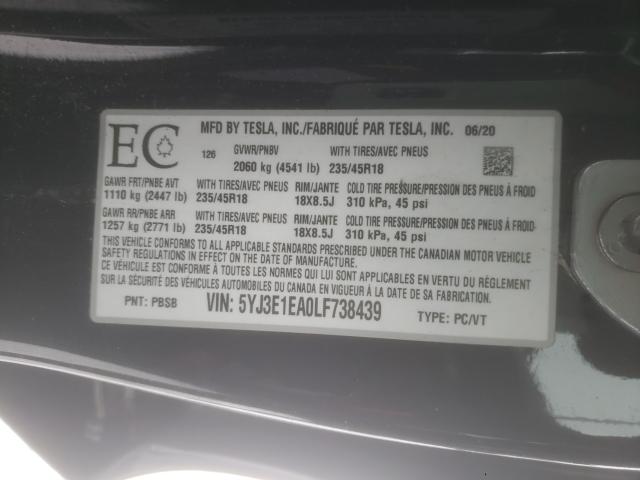 EC
MFD BY TESLA, INC./FABRIQUÉ PAR TESLA, INC. 06/20
126 GVWR/PNBV WITH TIRES/AVEC PNEUS
2060 kg (4541 lb) 235/45R18
GAWR FRT/PNBE AVT WITH TIRES/AVEC PNEUS RIM/JANTE COLD TIRE PRESSURE/PRESSION DES PNEUS À FROID
1110 kg (2447 lb) 235/45R18 18X8.5J 310 kPa, 45 psi
GAWR RR/PNBE ARR WITH TIRES/AVEC PNEUS RIM/JANTE COLD TIRE PRESSURE/PRESSION DES PNEUS À FROID
1257 kg (2771 lb) 235/45R18 18X8.5J 310 kPa, 45 psi
THIS VEHICLE CONFORMS TO ALL APPLICABLE STANDARDS PRESCRIBED UNDER THE CANADIAN MOTOR VEHICLE
SAFETY REGULATIONS IN EFFECT ON THE DATE OF MANUFACTURE
CE VÉHICULE EST CONFORME À TOUTES LES NORMES QUI LUI SONT APPLICABLES EN VERTU DU RÈGLEMENT
SUR LA SÉCURITÉ DES VÉHICULES AUTOMOBILES DU CANADA EN VIGUEUR À LA DATE DE SA FABRICATION
PNT: PBSB VIN: 5YJ3E1EA0LF738439 TYPE: PC/VT